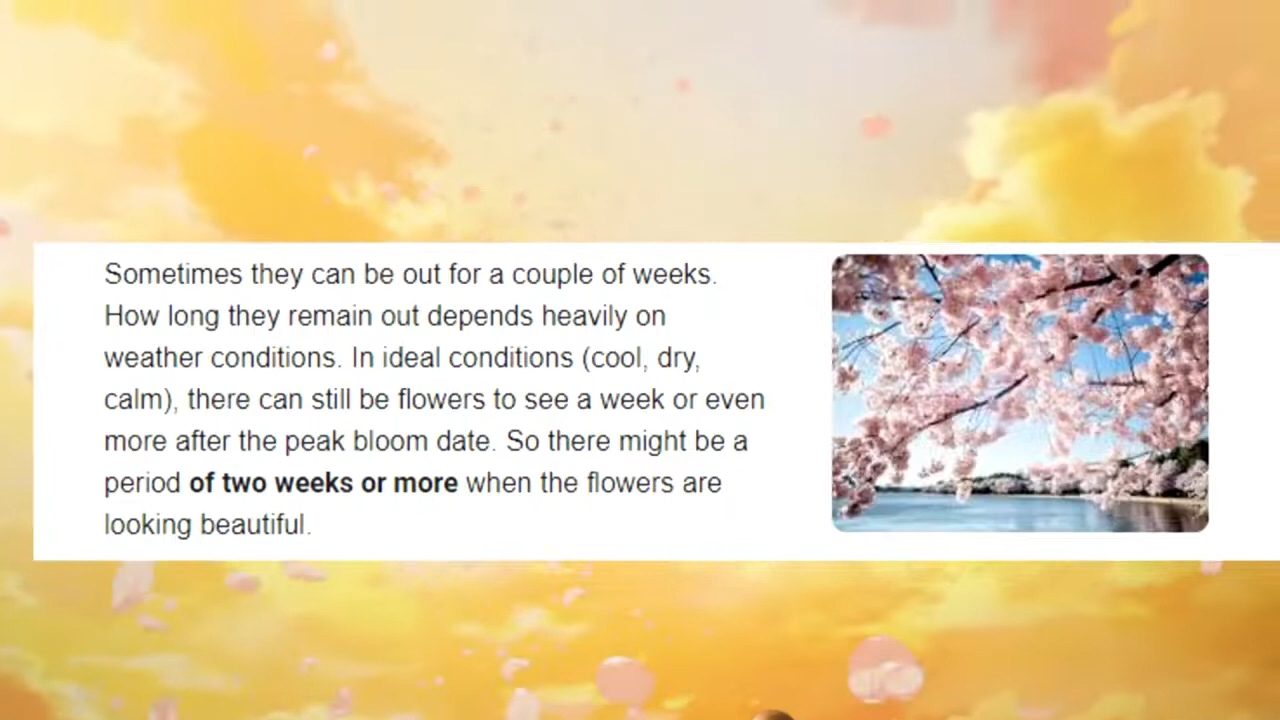 Sometimes they can be out for a couple of weeks.
How long they remain out depends heavily on
weather conditions. In ideal conditions (cool, dry,
calm), there can still be flowers to see a week or even
more after the peak bloom date. So there might be a
period of two weeks or more when the flowers are
looking beautiful.